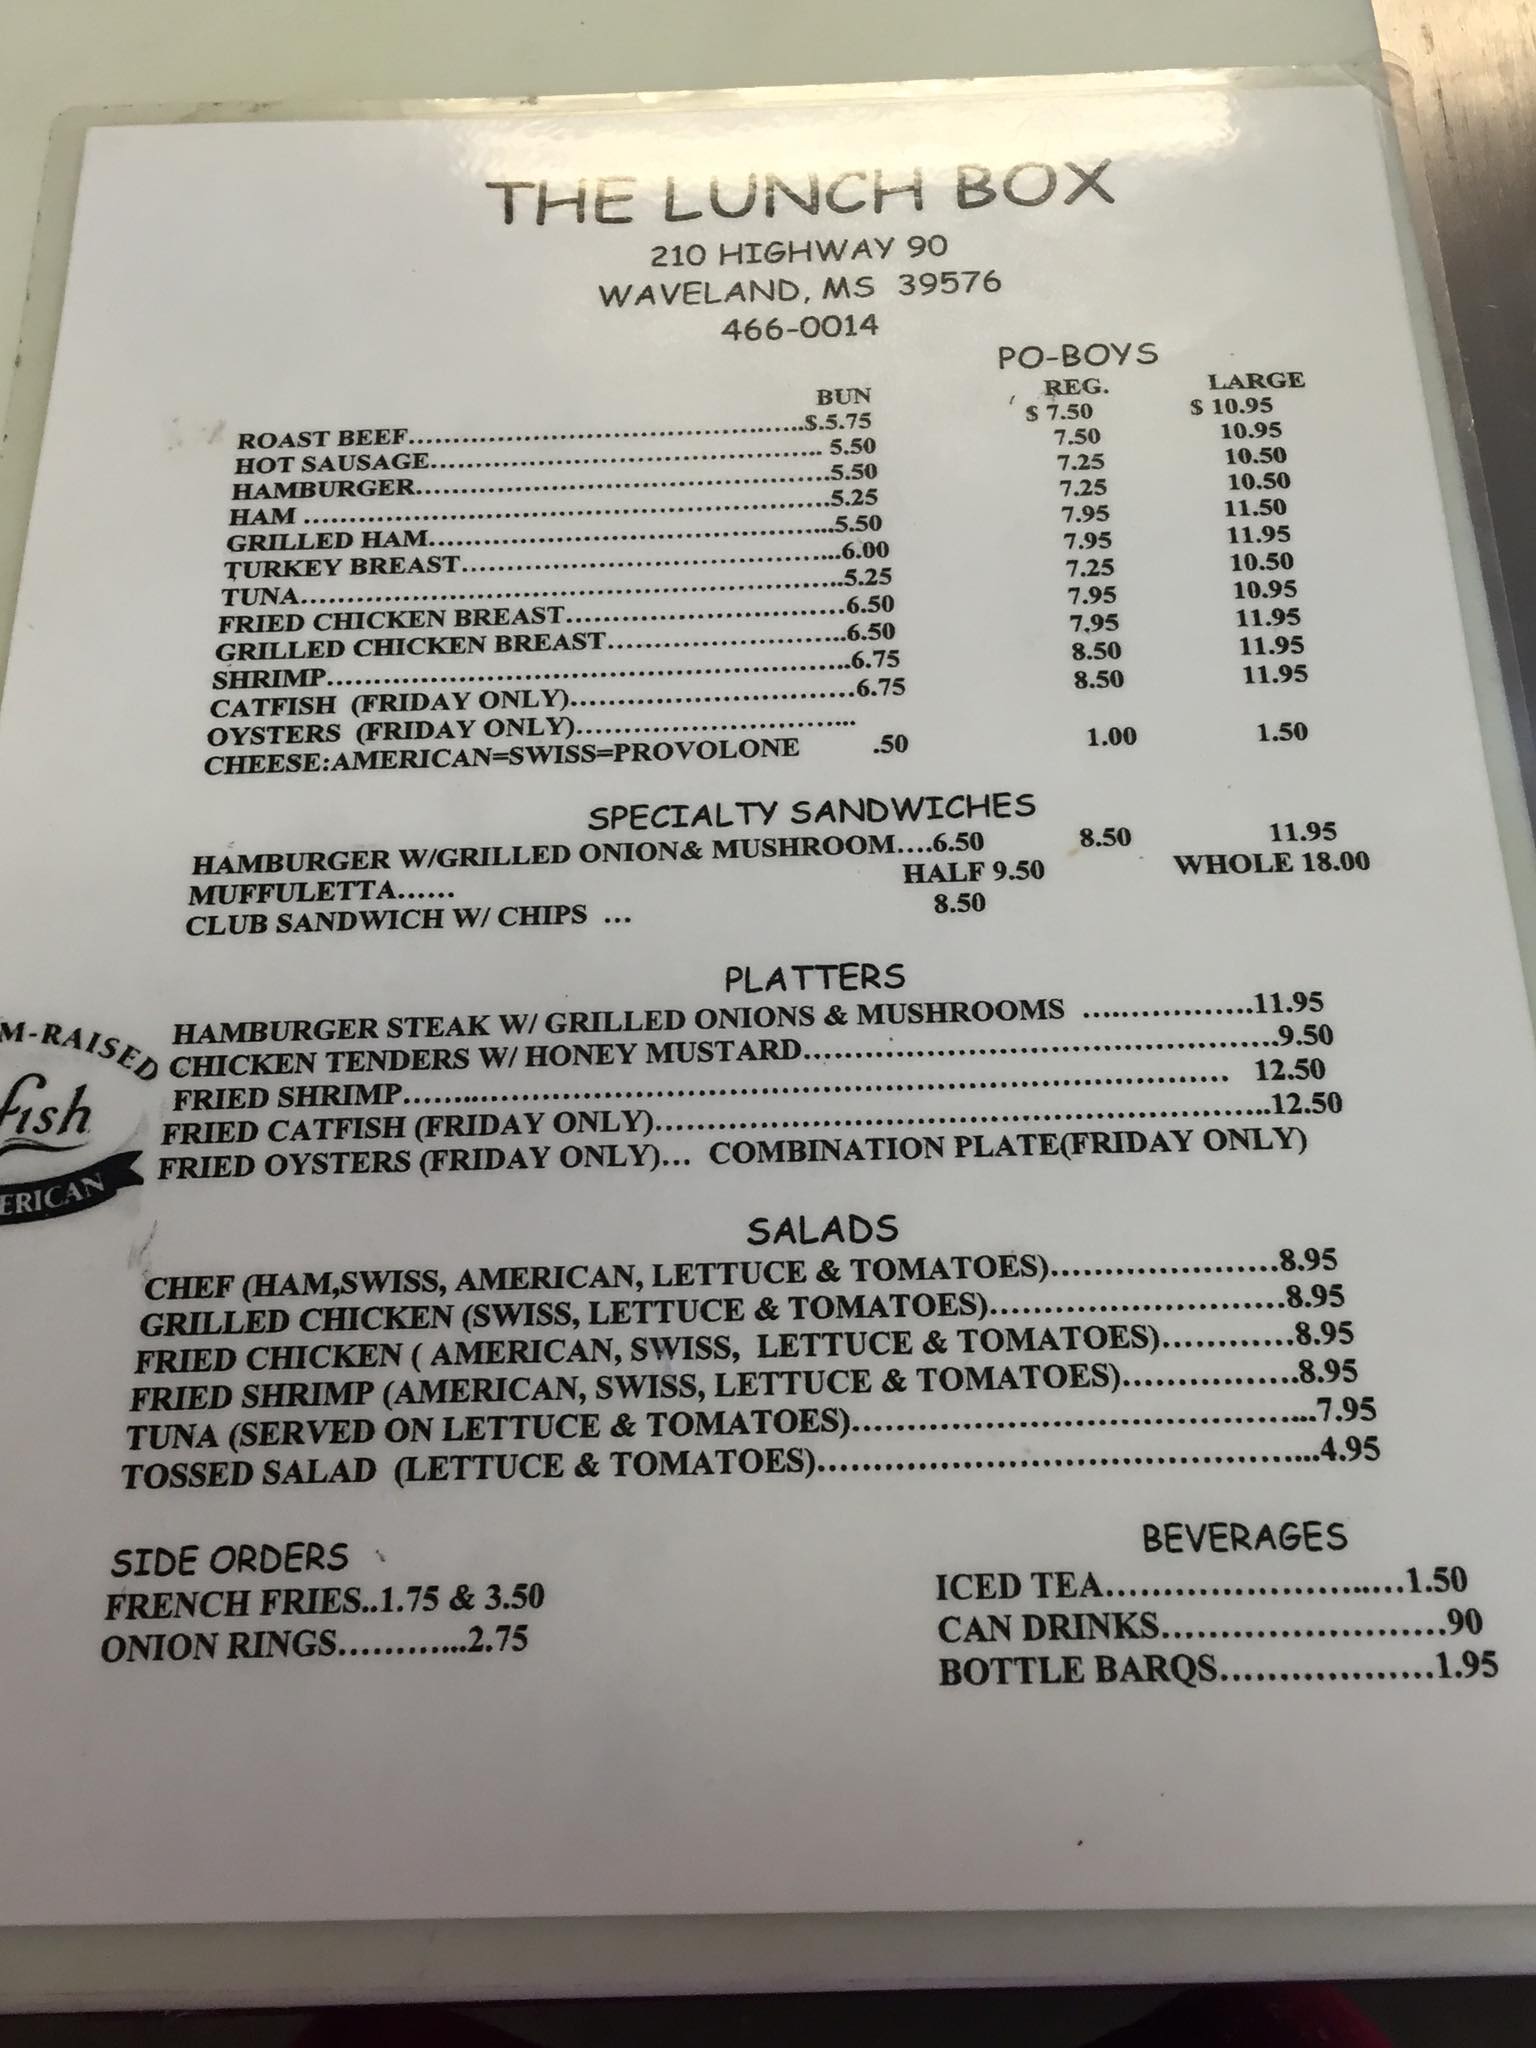 THE LUNCH BOX
210 HIGHWAY 90
WAVELAND, MS 39576
466-0014
PO-BOYS
BUN REG. LARGE
ROAST BEEF..........$.5.75 $ 7.50 $ 10.95
HOT SAUSAGE.......... 5.50 7.50 10.95
HAMBURGER..........5.50 7.25 10.50
HAM ..........5.25 7.25 10.50
GRILLED HAM..........5.50 7.95 11.50
TURKEY BREAST..........6.00 7.95 11.95
TUNA..........5.25 7.25 10.50
FRIED CHICKEN BREAST..........6.50 7.95 10.95
GRILLED CHICKEN BREAST..........6.50 7.95 11.95
SHRIMP..........6.75 8.50 11.95
CATFISH (FRIDAY ONLY)..........6.75 8.50 11.95
OYSTERS (FRIDAY ONLY)..........
CHEESE:AMERICAN=SWISS=PROVOLONE .50 1.00 1.50
SPECIALTY SANDWICHES
HAMBURGER W/GRILLED ONION& MUSHROOM....6.50 8.50 11.95
MUFFULETTA...... HALF 9.50 WHOLE 18.00
CLUB SANDWICH W/ CHIPS ... 8.50
PLATTERS
HAMBURGER STEAK W/ GRILLED ONIONS & MUSHROOMS ..........11.95
CHICKEN TENDERS W/ HONEY MUSTARD..........9.50
FRIED SHRIMP.......... 12.50
FRIED CATFISH (FRIDAY ONLY)..........12.50
FRIED OYSTERS (FRIDAY ONLY)... COMBINATION PLATE(FRIDAY ONLY)
M-RAISED
fish
ERICAN
SALADS
CHEF (HAM,SWISS, AMERICAN, LETTUCE & TOMATOES)..........8.95
GRILLED CHICKEN (SWISS, LETTUCE & TOMATOES)..........8.95
FRIED CHICKEN ( AMERICAN, SWISS, LETTUCE & TOMATOES)..........8.95
FRIED SHRIMP (AMERICAN, SWISS, LETTUCE & TOMATOES)..........8.95
TUNA (SERVED ON LETTUCE & TOMATOES)..........7.95
TOSSED SALAD (LETTUCE & TOMATOES)..........4.95
SIDE ORDERS
FRENCH FRIES..1.75 & 3.50
ONION RINGS..........2.75
BEVERAGES
ICED TEA..........1.50
CAN DRINKS..........90
BOTTLE BARQS..........1.95